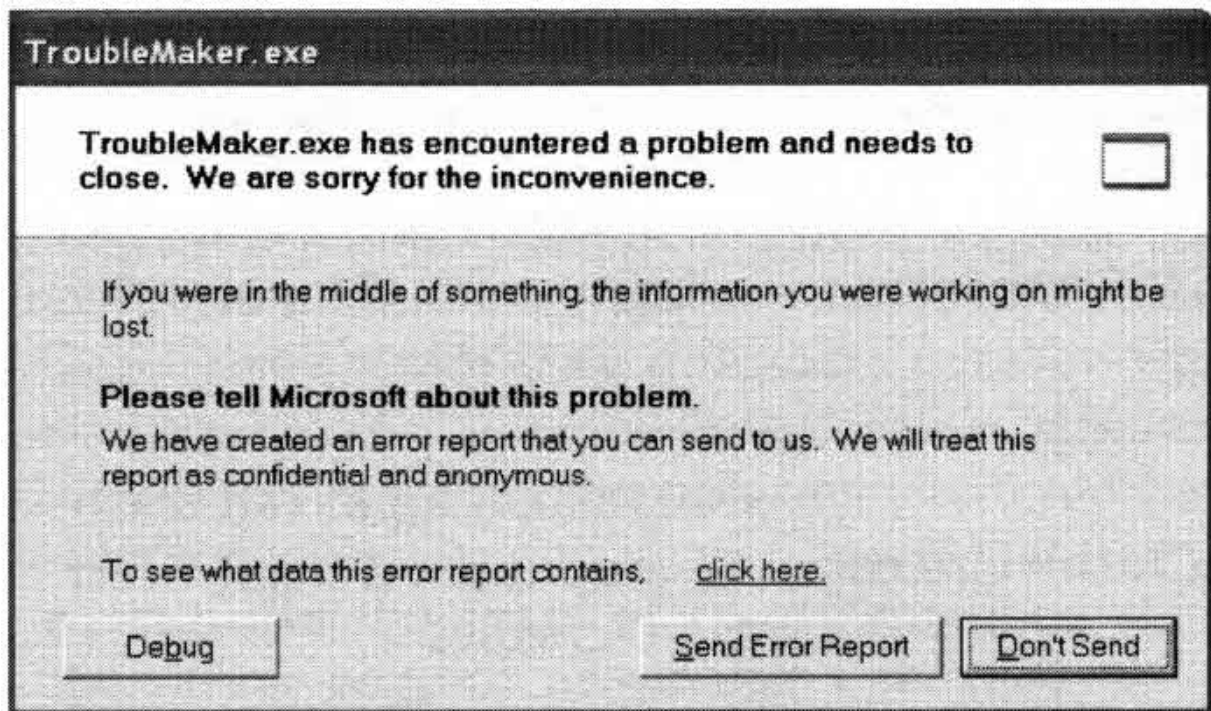 TroubleMaker.exe
TroubleMaker.exe has encountered a problem and needs to
close. We are sorry for the inconvenience.
If you were in the middle of something, the information you were working on might be
lost.
Please tell Microsoft about this problem.
We have created an error report that you can send to us. We will treat this
report as confidential and anonymous.
To see what data this error report contains, click here.
Debug Send Error Report Don't Send